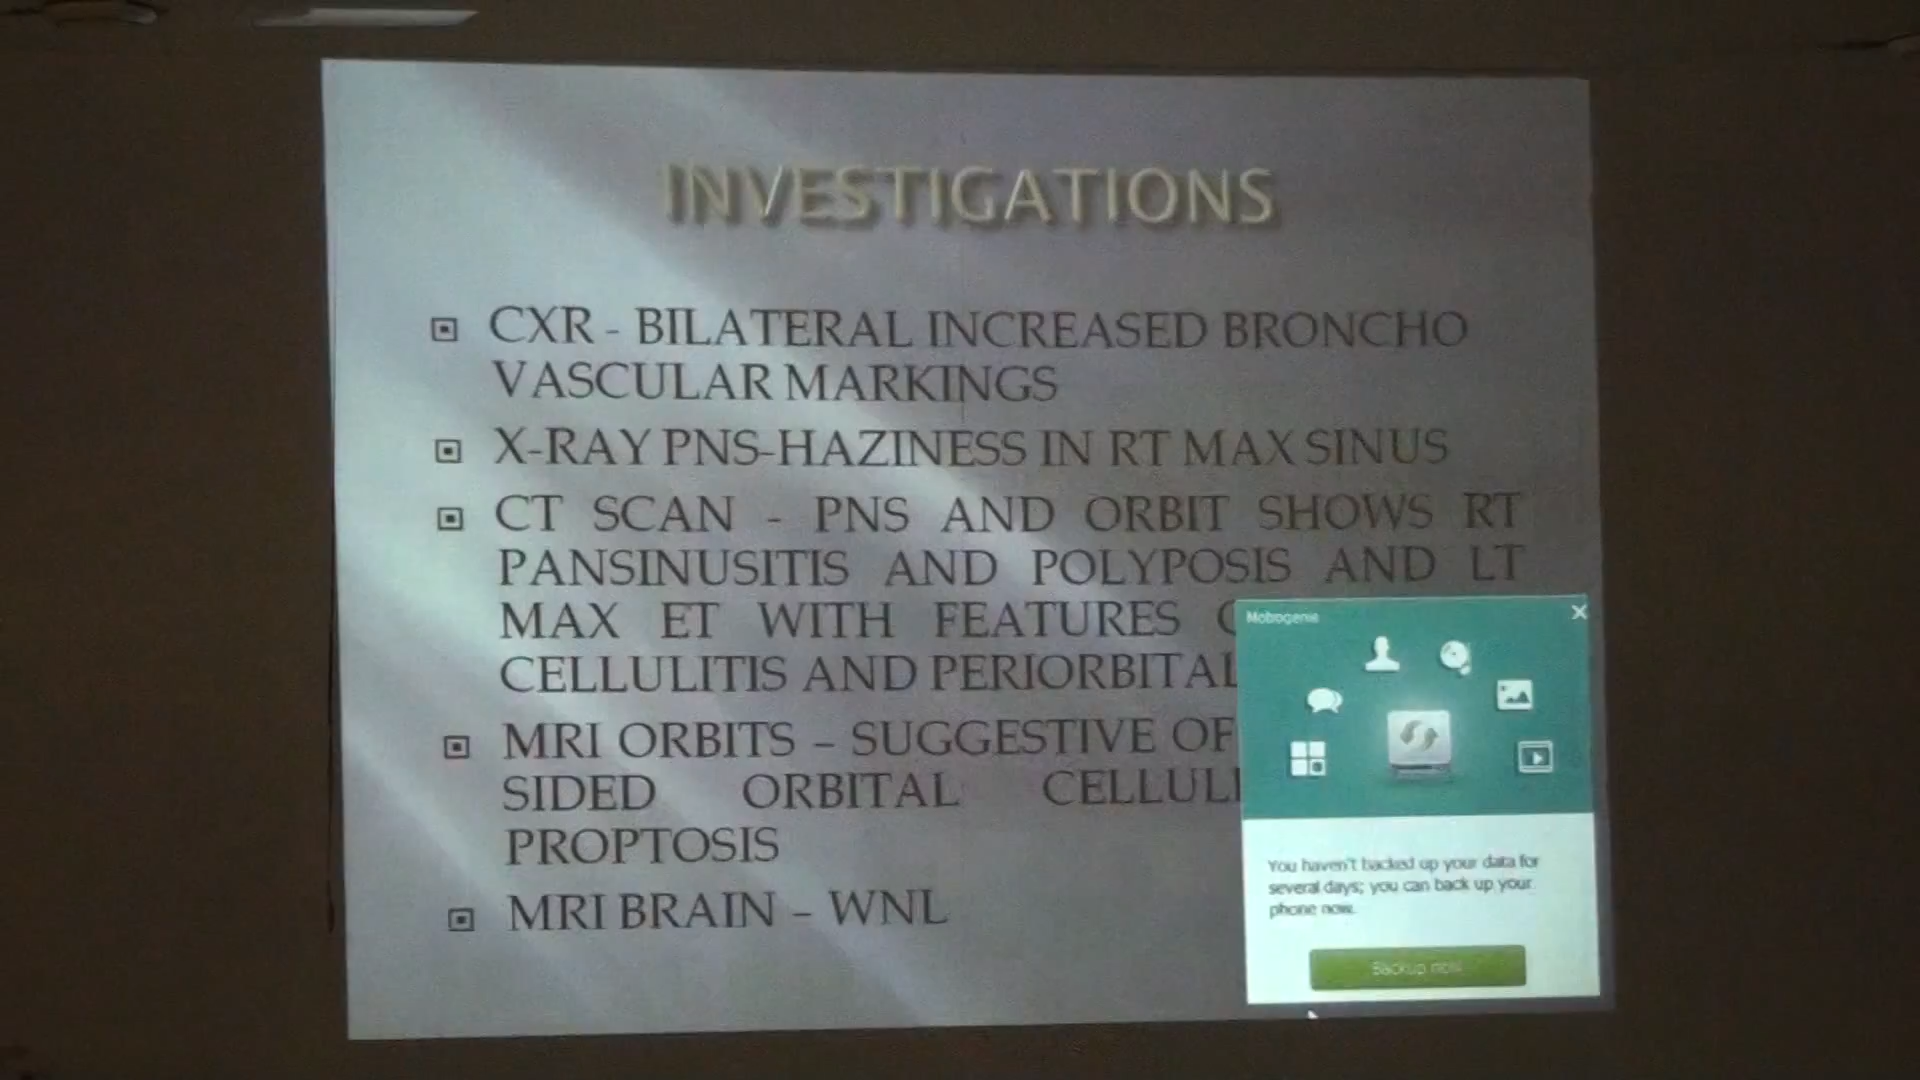 INVESTIGATIONS
CXR - BILATERAL INCREASED BRONCHO
VASCULAR MARKINGS
X-RAY PNS-HAZINESS IN RT MAX SINUS
CT SCAN - PNS AND ORBIT SHOWS RT
PANSINUSITIS AND POLYPOSIS AND LT
MAX ET WITH FEATURES
CELLULITIS AND PERIORBITAL
MRI ORBITS – SUGGESTIVE OF
SIDED ORBITAL
PROPTOSIS
MRI BRAIN – WNL
Mobogenie
You haven't backed up your data for
several days; you can back up your
phone now.
Backup now